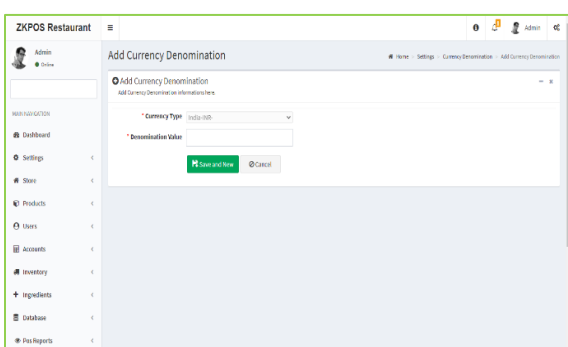 ZKPOS Restaurant
Admin
Add Currency Denomination
Home
Settings
Currency Denomination
Add Currency Denomination
Admin
Online
Add Currency Denomination
Add Currency Denomination informations here.
* Currency Type
India-INR-
* Denomination Value
Save and New
Cancel
MAIN NAVIGATION
Dashboard
Settings
Store
Products
Users
Accounts
Inventory
Ingredients
Database
Pos Reports